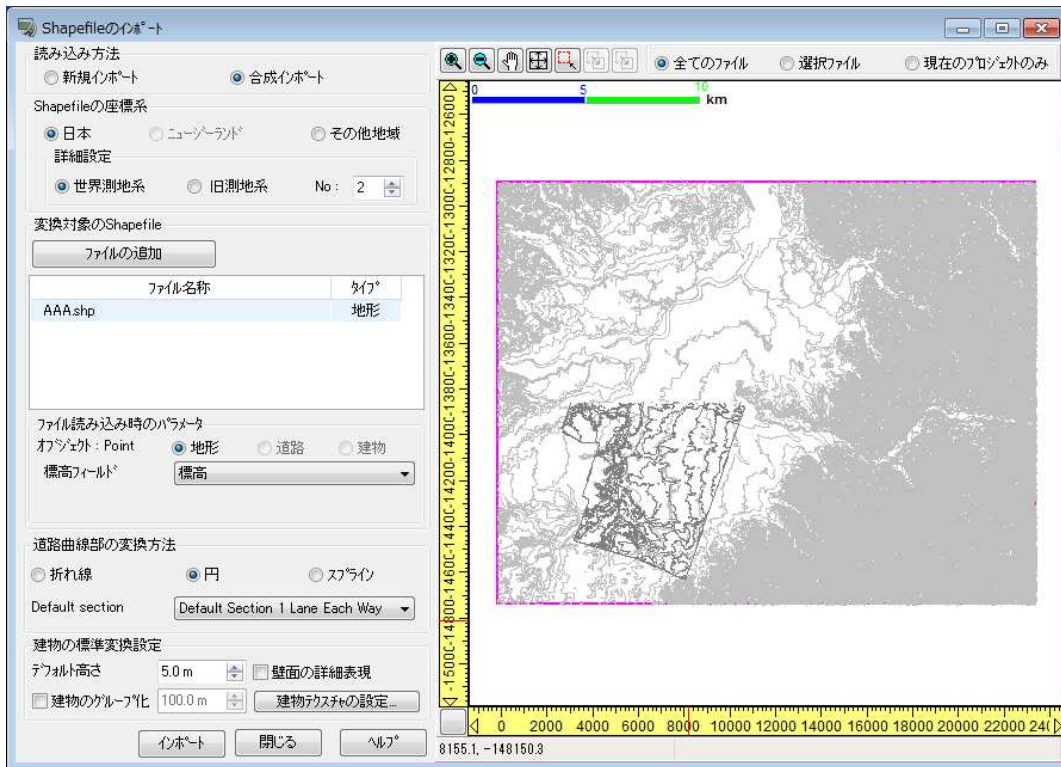 Shapefileのｲﾝﾎﾟｰﾄ
読み込み方法
新規インポート
合成インポート
Shapefileの座標系
日本
ニュージーランド
その他地域
詳細設定
世界測地系
旧測地系
No :
2
変換対象のShapefile
ファイルの追加
ファイル名称
タイプ
AAA.shp
地形
ファイル読み込み時のパラメータ
オブジェクト : Point
地形
道路
建物
標高フィールド
標高
道路曲線部の変換方法
折れ線
円
スプライン
Default section
Default Section 1 Lane Each Way
建物の標準変換設定
デフォルト高さ
5.0 m
壁面の詳細表現
建物のグループ化
100.0 m
建物テクスチャの設定...
インポート
閉じる
ヘルプ
全てのファイル
選択ファイル
現在のプロジェクトのみ
0
5
10
km
0 2000 4000 6000 8000 10000 12000 14000 16000 18000 20000 22000
8155.1, -148150.3